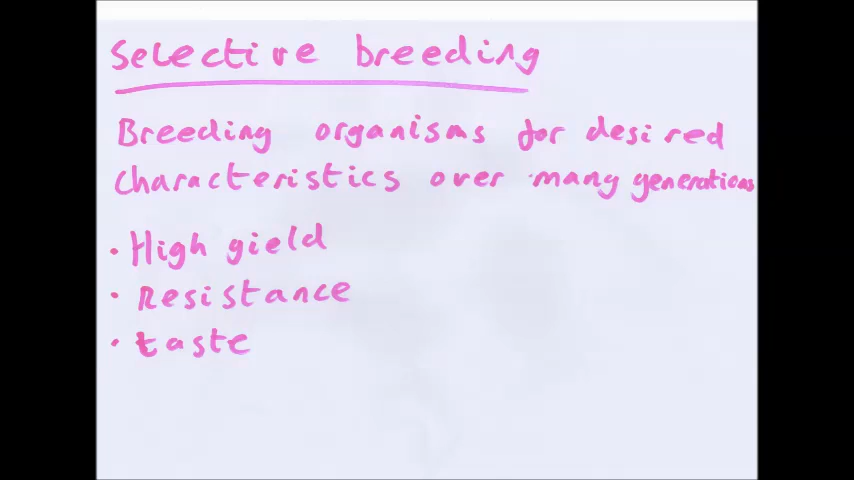 Selective breeding
Breeding organisms for desired
characteristics over many generations
· High yield
· Resistance
· taste